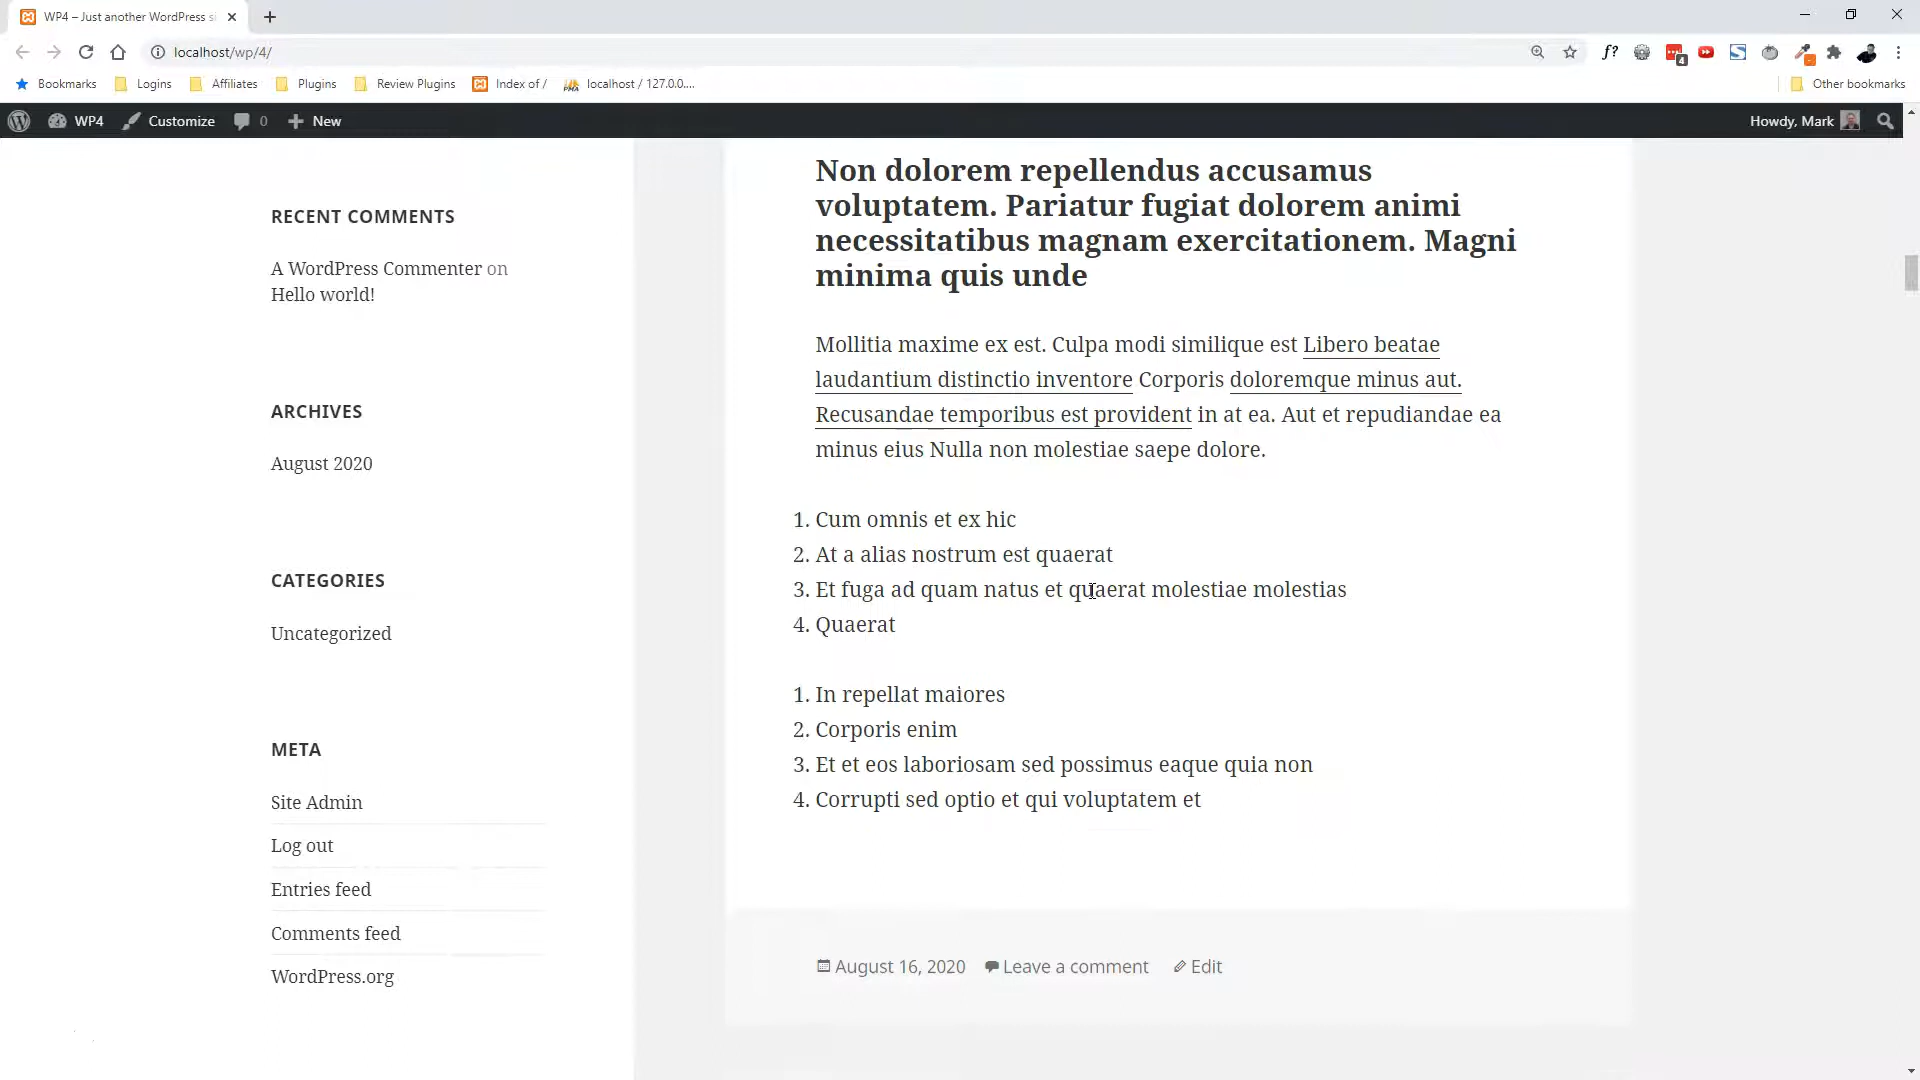 WP4 – Just another WordPress si
localhost/wp/4/
f?
4
Bookmarks
Logins
Affiliates
Plugins
Review Plugins
Index of /
localhost / 127.0.0....
Other bookmarks
WP4
Customize
0
New
Howdy, Mark
RECENT COMMENTS
A WordPress Commenter on
Hello world!
ARCHIVES
August 2020
CATEGORIES
Uncategorized
META
Site Admin
Log out
Entries feed
Comments feed
WordPress.org
Non dolorem repellendus accusamus
voluptatem. Pariatur fugiat dolorem animi
necessitatibus magnam exercitationem. Magni
minima quis unde
Mollitia maxime ex est. Culpa modi similique est Libero beatae
laudantium distinctio inventore Corporis doloremque minus aut.
Recusandae temporibus est provident in at ea. Aut et repudiandae ea
minus eius Nulla non molestiae saepe dolore.
1. Cum omnis et ex hic
2. At a alias nostrum est quaerat
3. Et fuga ad quam natus et quaerat molestiae molestias
4. Quaerat
1. In repellat maiores
2. Corporis enim
3. Et et eos laboriosam sed possimus eaque quia non
4. Corrupti sed optio et qui voluptatem et
August 16, 2020
Leave a comment
Edit